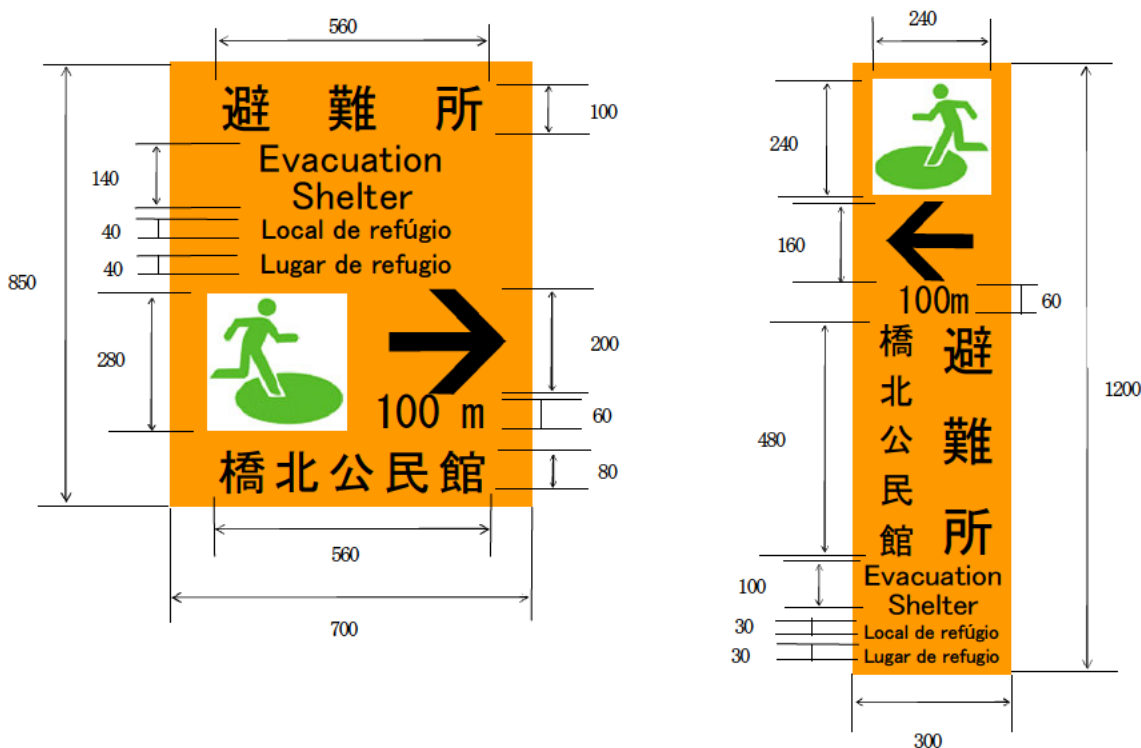 560
避難所
100
Evacuation
Shelter
140
Local de refúgio
40
Lugar de refugio
40
850
280
200
100 m
60
橋北公民館
80
560
700
240
240
160
100m
60
避難所
橋北公民館
480
1200
Evacuation
Shelter
100
Local de refúgio
30
Lugar de refugio
30
300